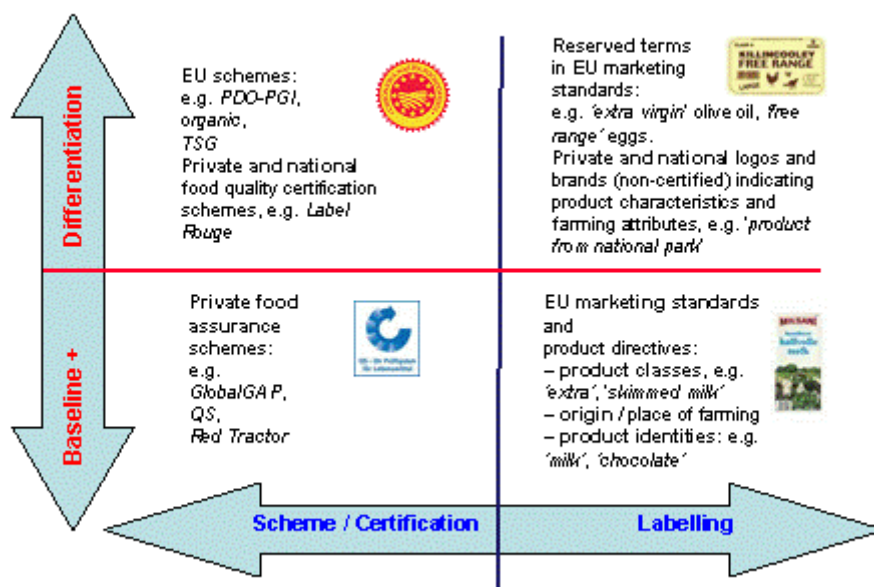 Differentiation
EU schemes:
e.g. PDO-PGI,
organic,
TSG
Private and national
food quality certification
schemes, e.g. Label
Rouge
Reserved terms
in EU marketing
standards:
e.g. 'extra virgin' olive oil, 'free
range' eggs.
Private and national logos and
brands (non-certified) indicating
product characteristics and
farming attributes, e.g. 'product
from national park'
KILLINCOOLEY
FREE RANGE
LARGE
Baseline +
Private food
assurance
schemes:
e.g.
GlobalGAP,
QS,
Red Tractor
EU marketing standards
and
product directives:
– product classes, e.g.
'extra', 'skimmed milk'
– origin / place of farming
– product identities: e.g.
'milk', 'chocolate'
Scheme / Certification
Labelling